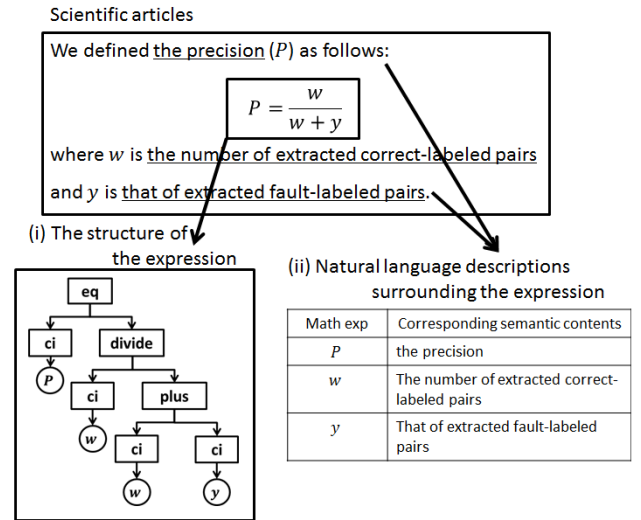 Scientific articles
We defined the precision (P) as follows:
P = w / (w + y)
where w is the number of extracted correct-labeled pairs
and y is that of extracted fault-labeled pairs.
(i) The structure of
the expression
eq
ci divide
P
ci plus
w
ci ci
w y
(ii) Natural language descriptions
surrounding the expression
Math exp Corresponding semantic contents
P the precision
w The number of extracted correct-
labeled pairs
y That of extracted fault-labeled
pairs